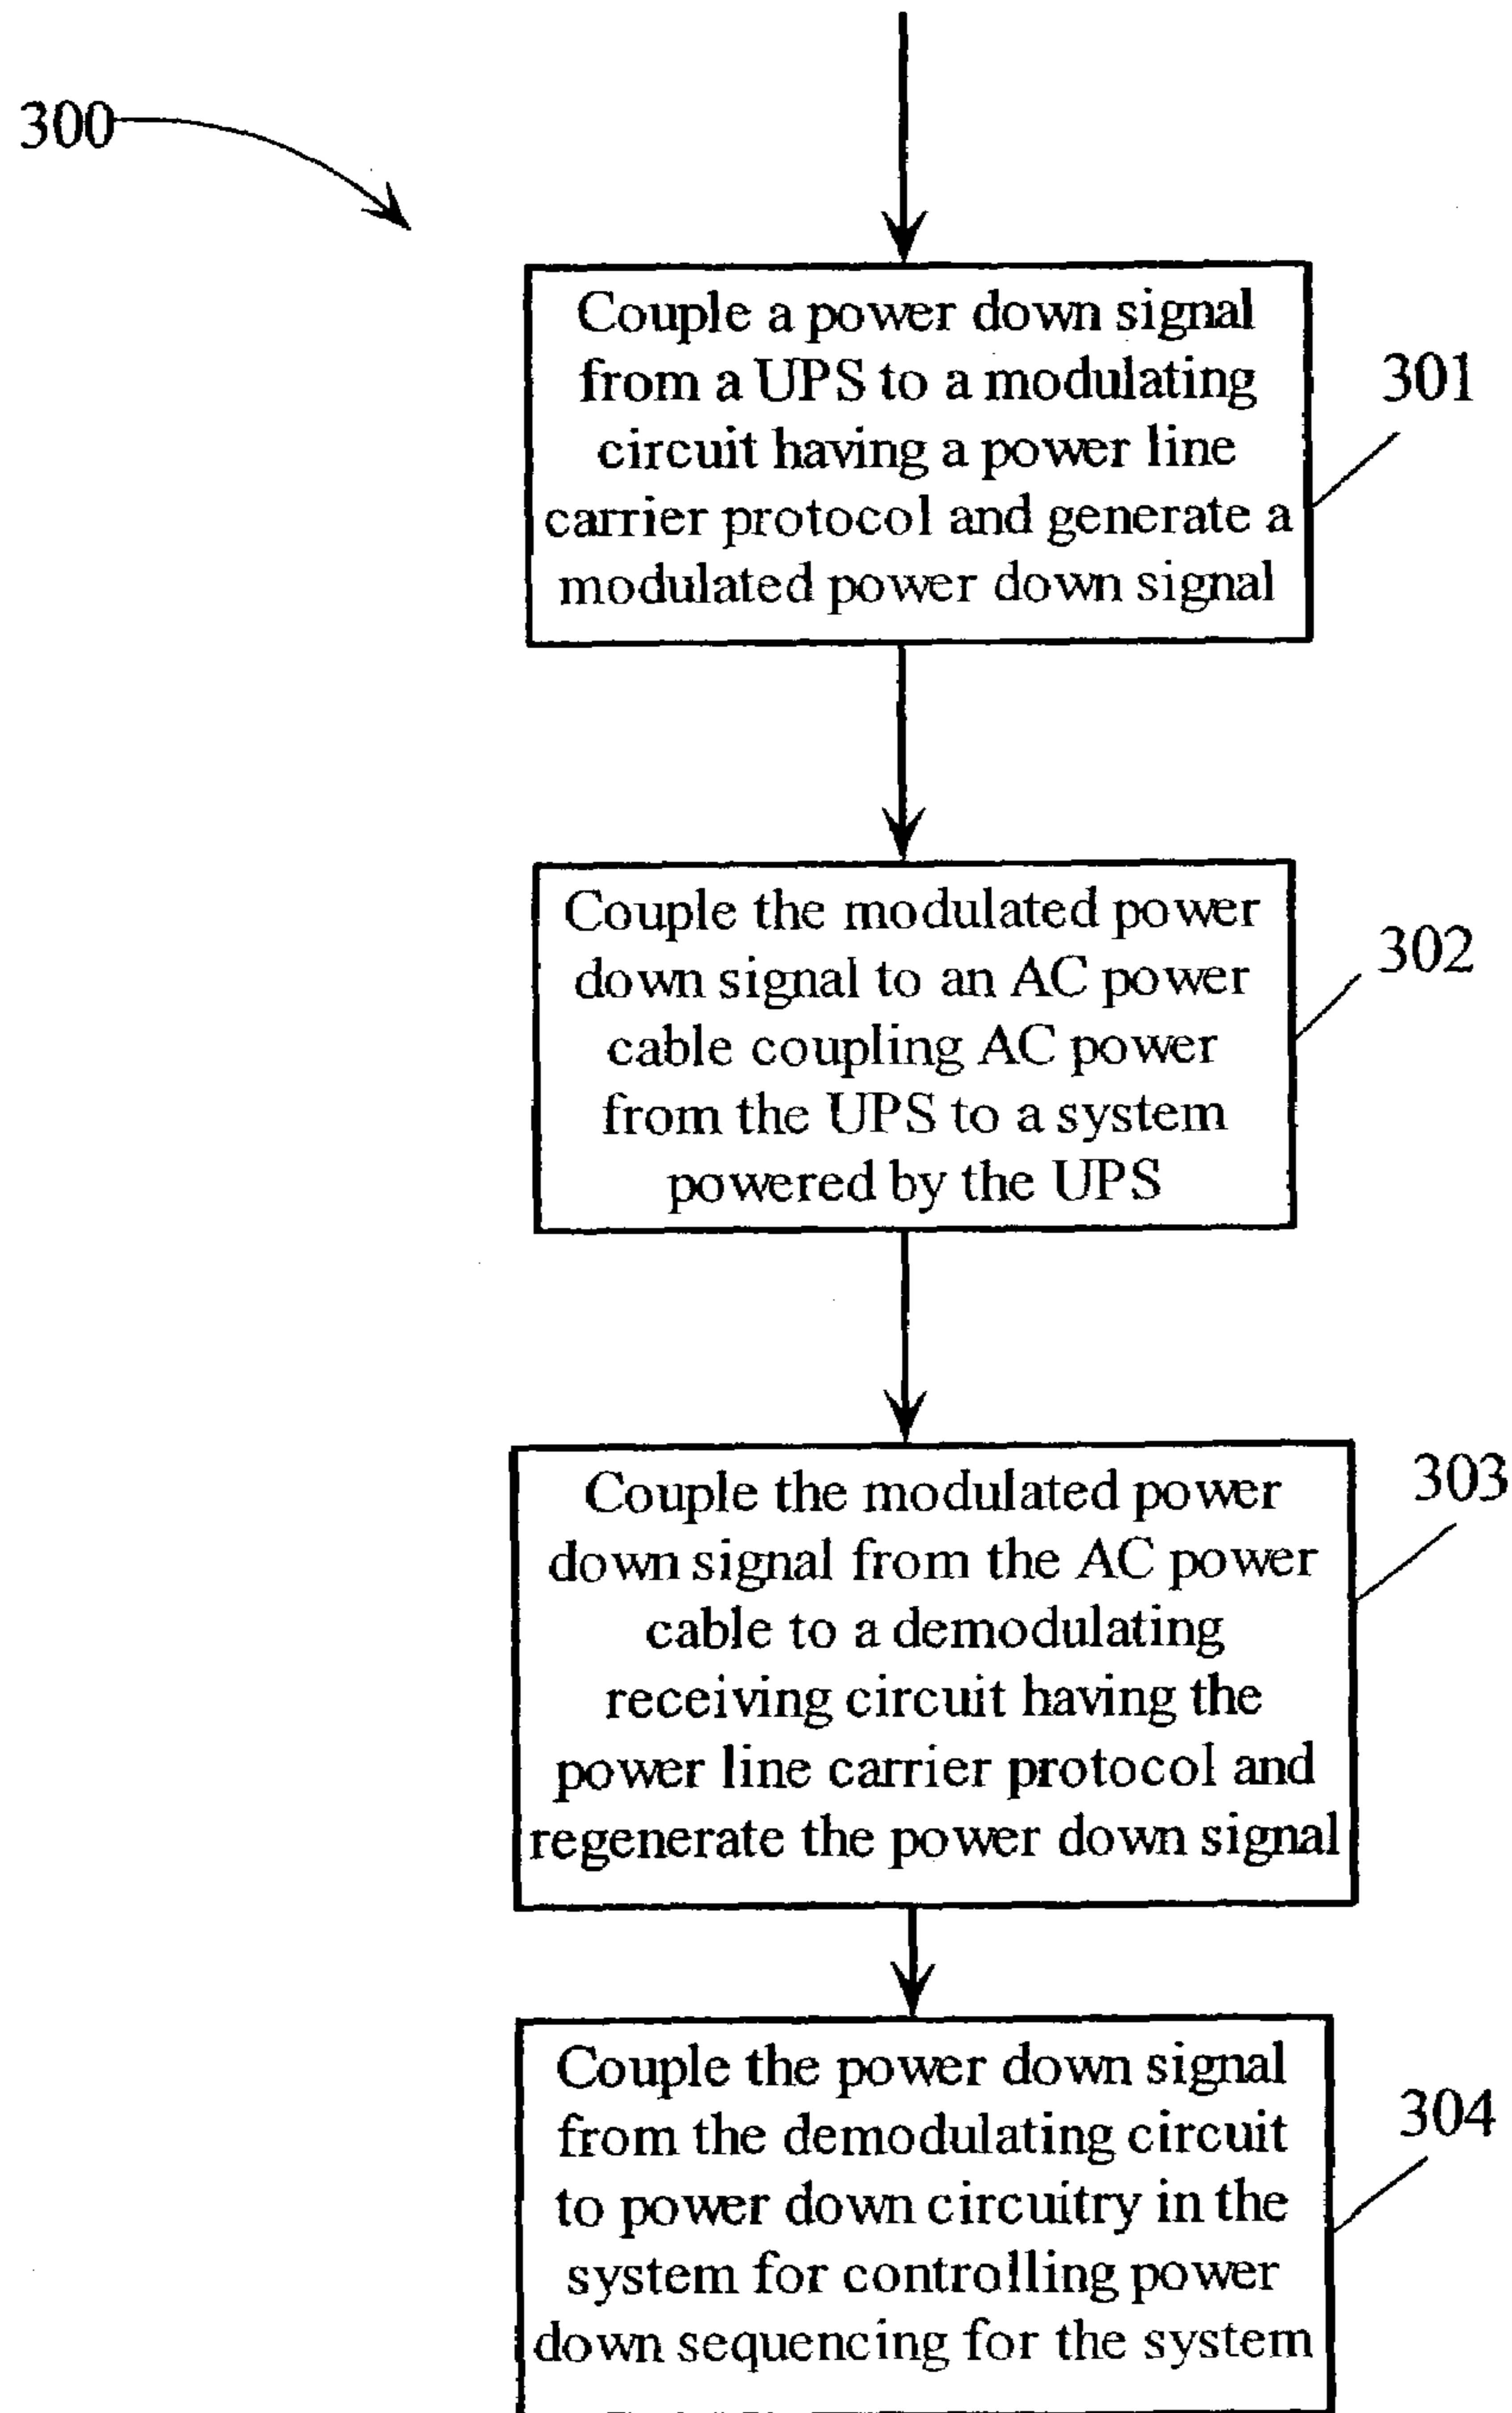 300
Couple a power down signal
from a UPS to a modulating
circuit having a power line
carrier protocol and generate a
modulated power down signal
301
Couple the modulated power
down signal to an AC power
cable coupling AC power
from the UPS to a system
powered by the UPS
302
Couple the modulated power
down signal from the AC power
cable to a demodulating
receiving circuit having the
power line carrier protocol and
regenerate the power down signal
303
Couple the power down signal
from the demodulating circuit
to power down circuitry in the
system for controlling power
down sequencing for the system
304